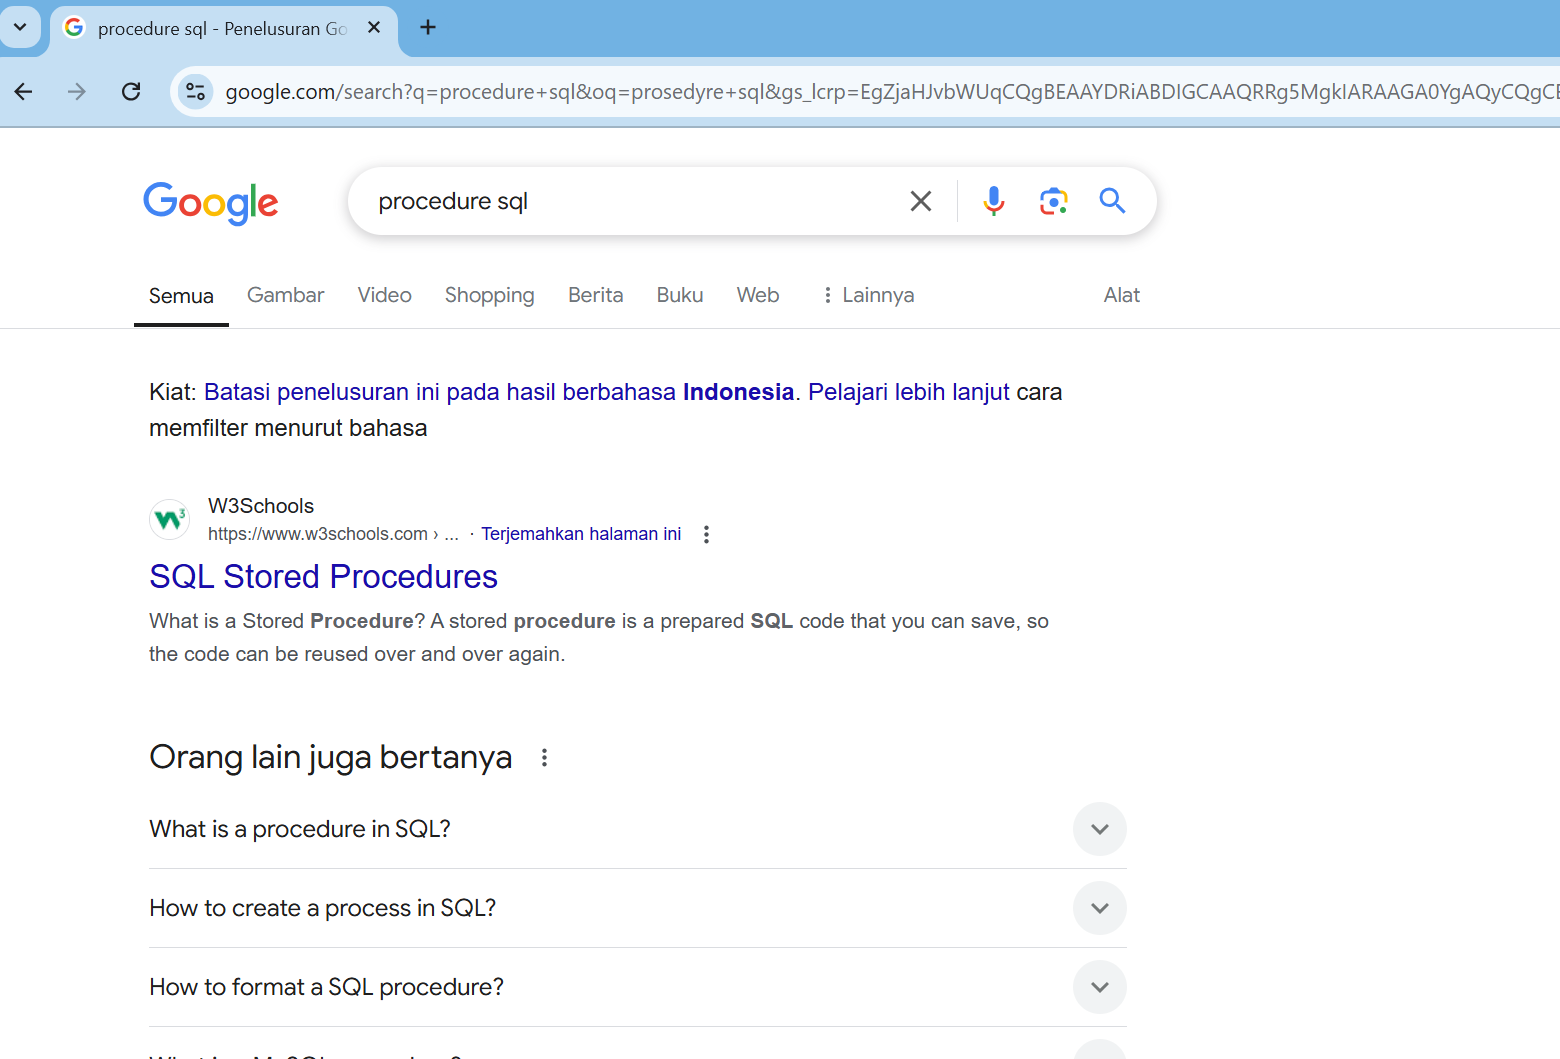 procedure sql - Penelusuran Go
google.com/search?q=procedure+sql&oq=prosedyre+sql&gs_lcrp=EgZjaHJvbWUqCQgBEAAYDRiABDIGCAAQRRg5MgkIARAAGA0YgAQyCQgCE
Google
procedure sql
Semua Gambar Video Shopping Berita Buku Web Lainnya Alat
Kiat: Batasi penelusuran ini pada hasil berbahasa Indonesia. Pelajari lebih lanjut cara
memfilter menurut bahasa
W3Schools
https://www.w3schools.com › ... · Terjemahkan halaman ini
SQL Stored Procedures
What is a Stored Procedure? A stored procedure is a prepared SQL code that you can save, so
the code can be reused over and over again.
Orang lain juga bertanya
What is a procedure in SQL?
How to create a process in SQL?
How to format a SQL procedure?